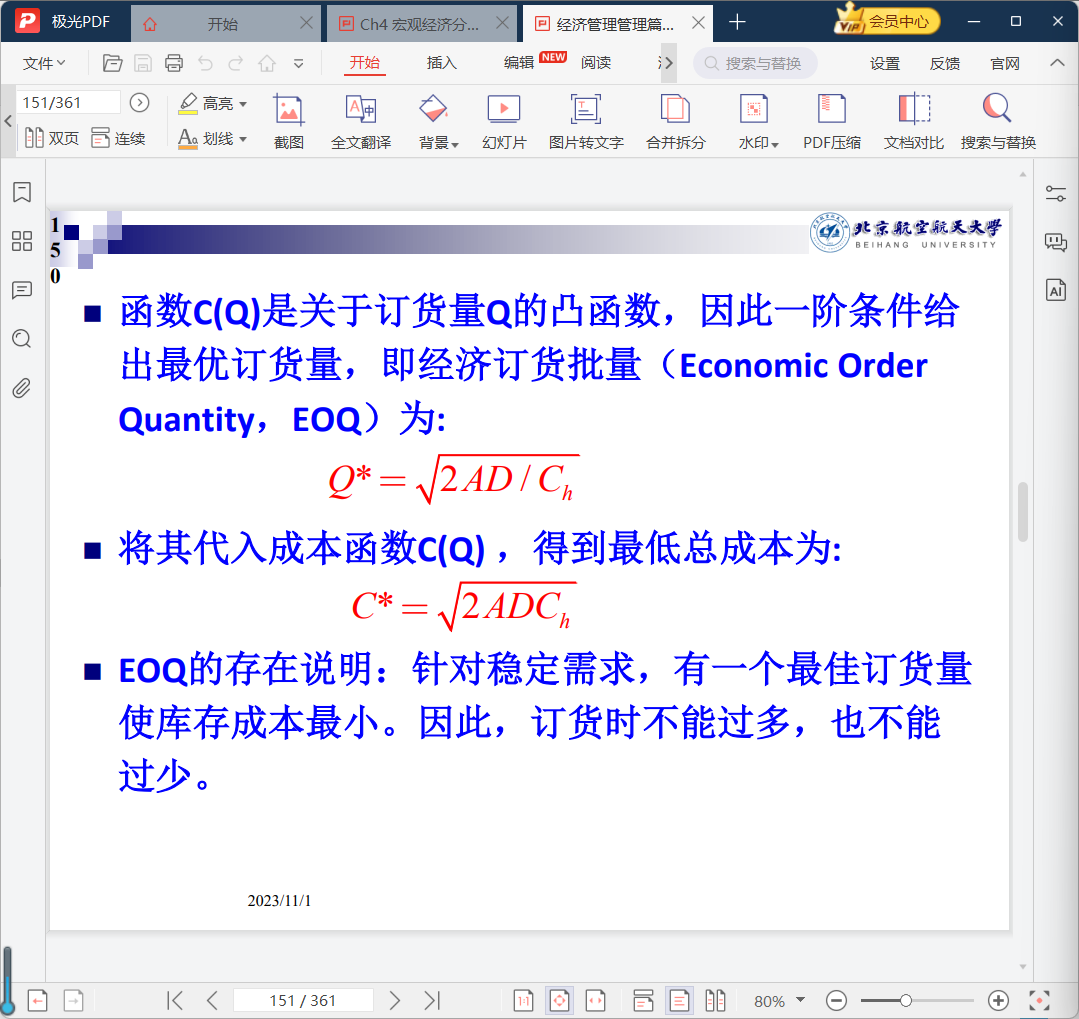 极光PDF
开始
Ch4 宏观经济分...
经济管理管理篇...
会员中心
VIP
文件
开始
插入
编辑
NEW
阅读
搜索与替换
设置
反馈
官网
151/361
高亮
双页
连续
划线
截图
全文翻译
背景
幻灯片
图片转文字
合并拆分
水印
PDF压缩
文档对比
搜索与替换
150
北京航空航天大学
BEIHANG UNIVERSITY
函数C(Q)是关于订货量Q的凸函数，因此一阶条件给
出最优订货量，即经济订货批量（Economic Order
Quantity，EOQ）为:
Q* = √2AD / C_h
将其代入成本函数C(Q) ，得到最低总成本为:
C* = √2ADC_h
EOQ的存在说明：针对稳定需求，有一个最佳订货量
使库存成本最小。因此，订货时不能过多，也不能
过少。
2023/11/1
151 / 361
1:1
80%